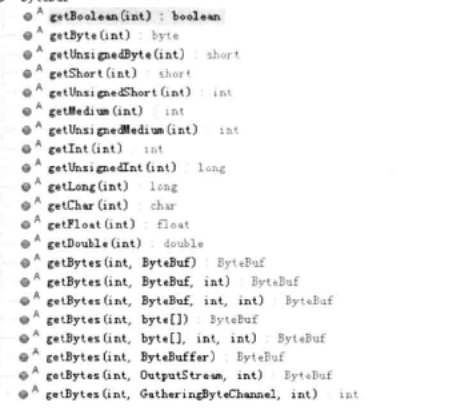 getBoolean(int) : boolean
getByte(int) : byte
getUnsignedByte(int) : short
getShort(int) : short
getUnsignedShort(int) : int
getMedium(int) : int
getUnsignedMedium(int) : int
getInt(int) : int
getUnsignedInt(int) : long
getLong(int) : long
getChar(int) : char
getFloat(int) : float
getDouble(int) : double
getBytes(int, ByteBuf) : ByteBuf
getBytes(int, ByteBuf, int) : ByteBuf
getBytes(int, ByteBuf, int, int) : ByteBuf
getBytes(int, byte[]) : ByteBuf
getBytes(int, byte[], int, int) : ByteBuf
getBytes(int, ByteBuffer) : ByteBuf
getBytes(int, OutputStream, int) : ByteBuf
getBytes(int, GatheringByteChannel, int) : int